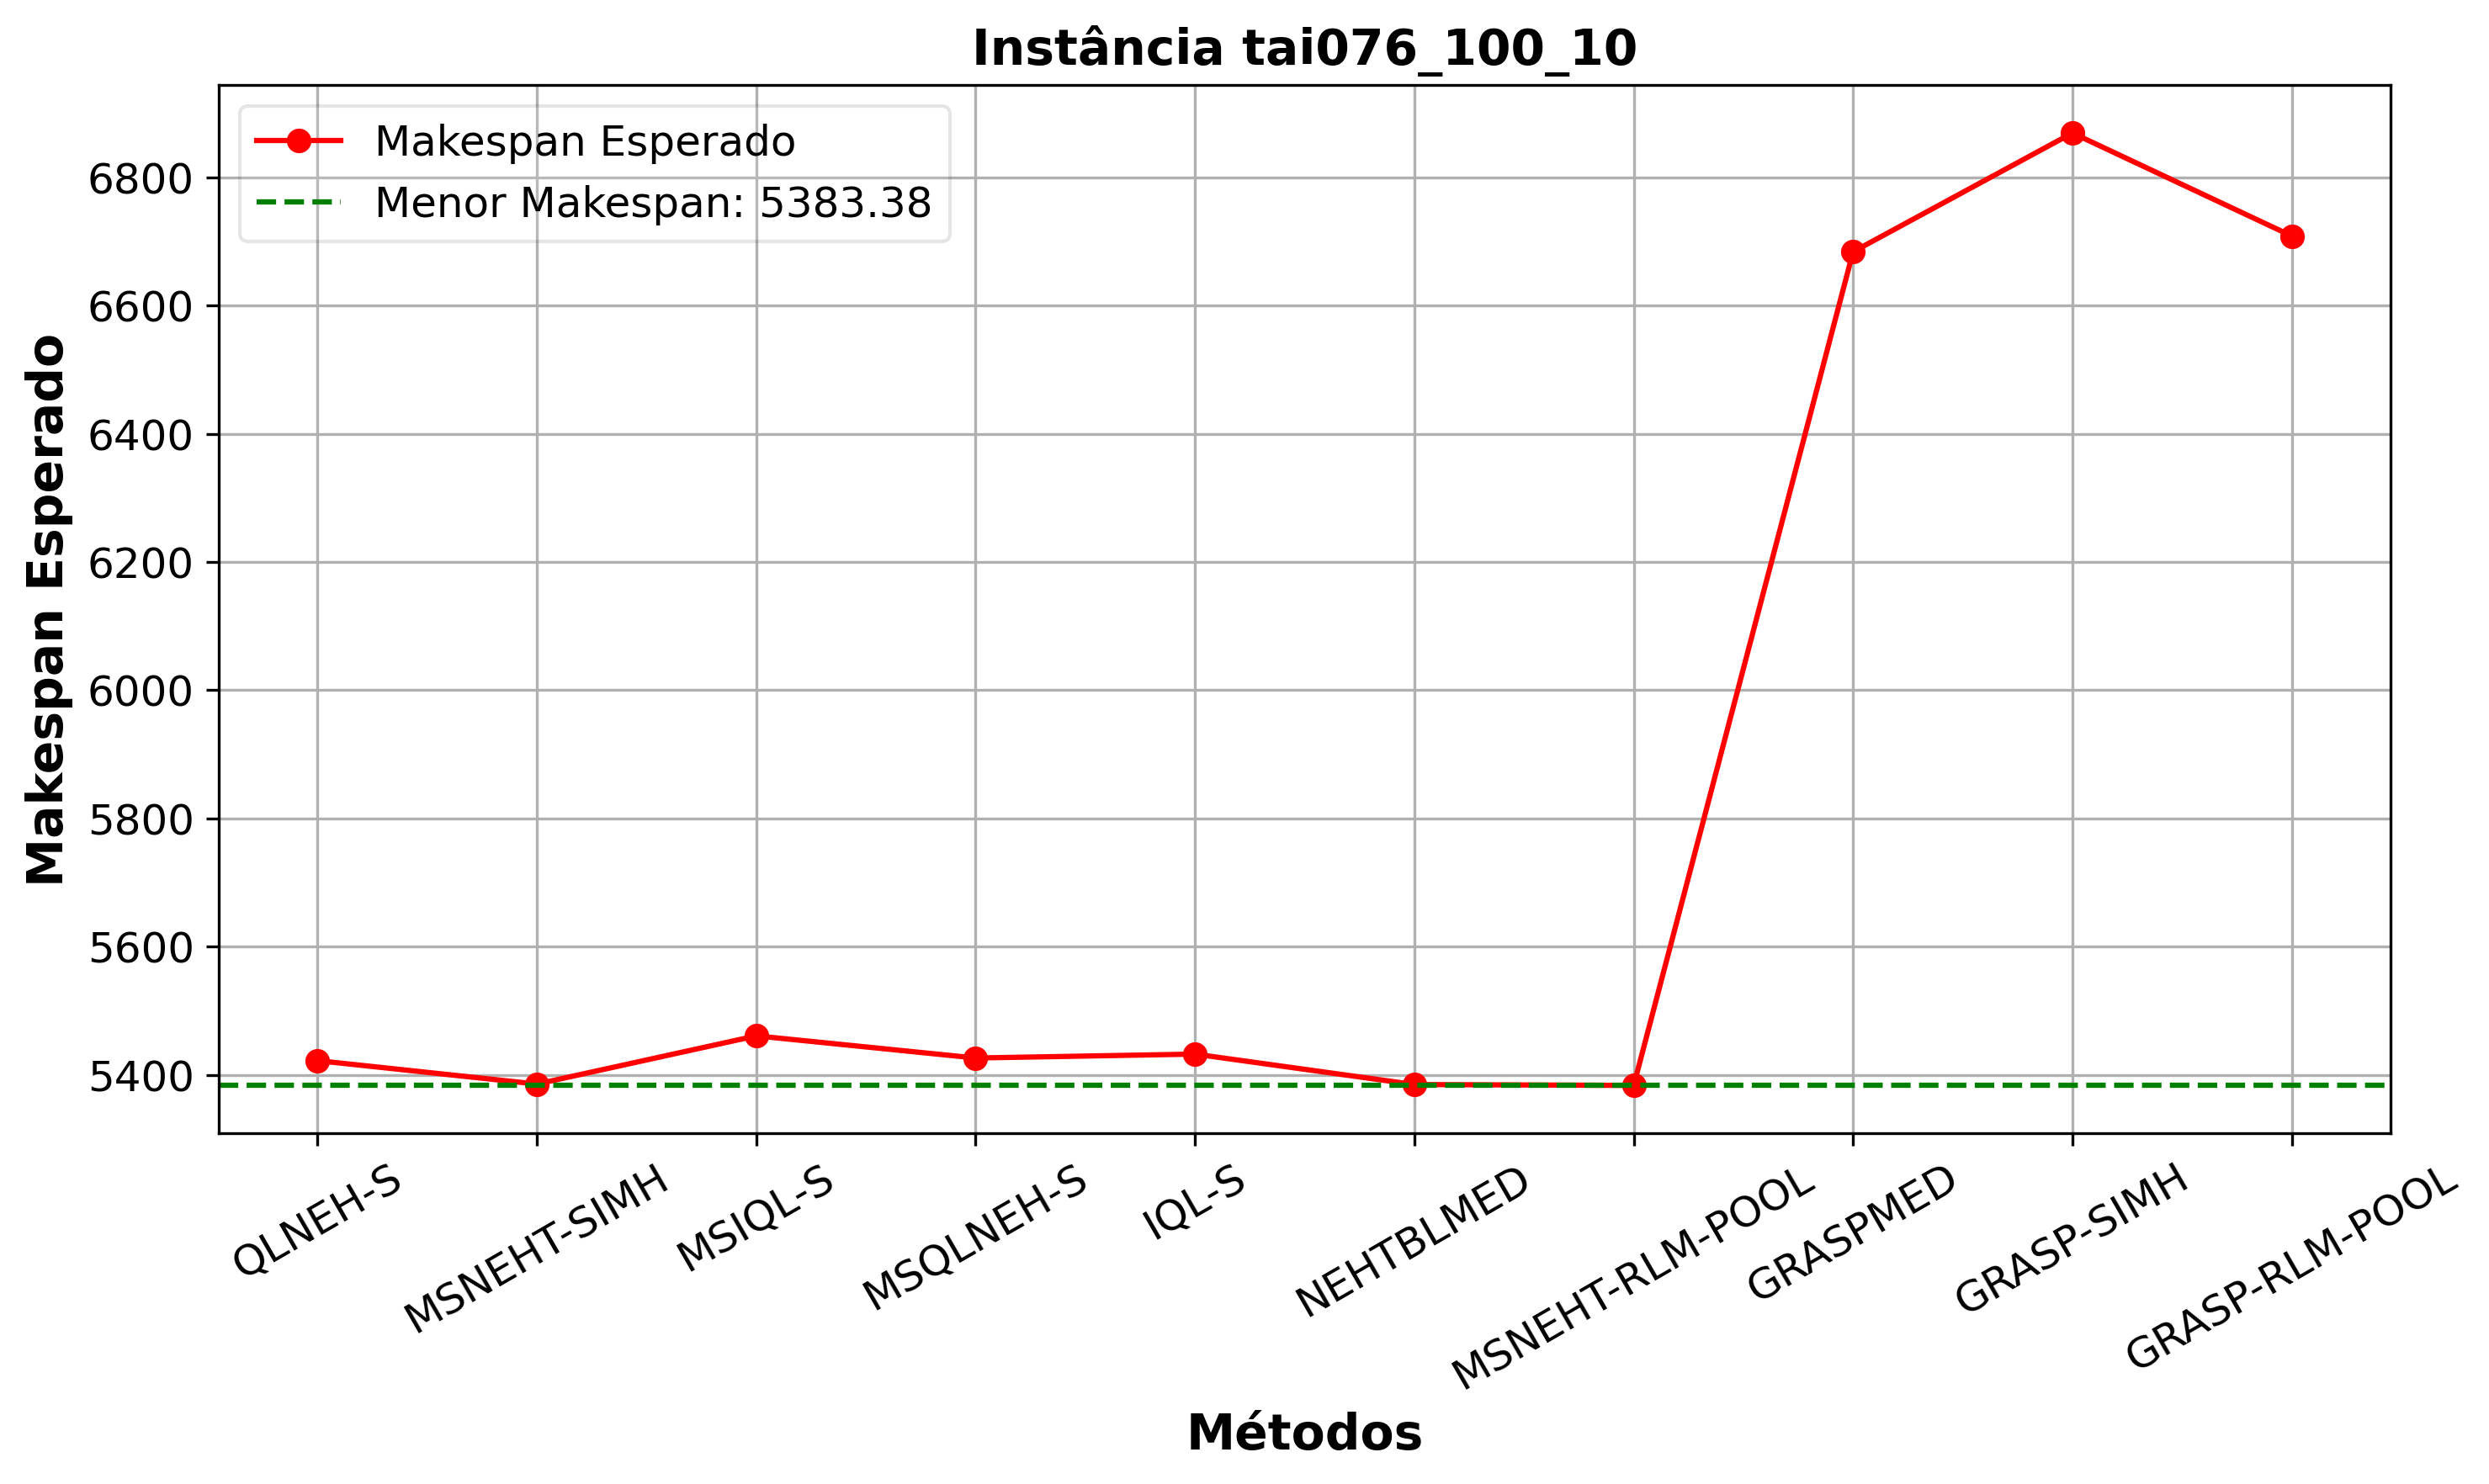 Instância tai076_100_10
Makespan Esperado
Menor Makespan: 5383.38
Makespan Esperado
6800
6600
6400
6200
6000
5800
5600
5400
QLNEH-S
MSNEHT-SIMH
MSIQL-S
MSQLNEH-S
IQL-S
NEHTBLMED
MSNEHT-RLM-POOL
GRASPMED
GRASP-SIMH
GRASP-RLM-POOL
Métodos